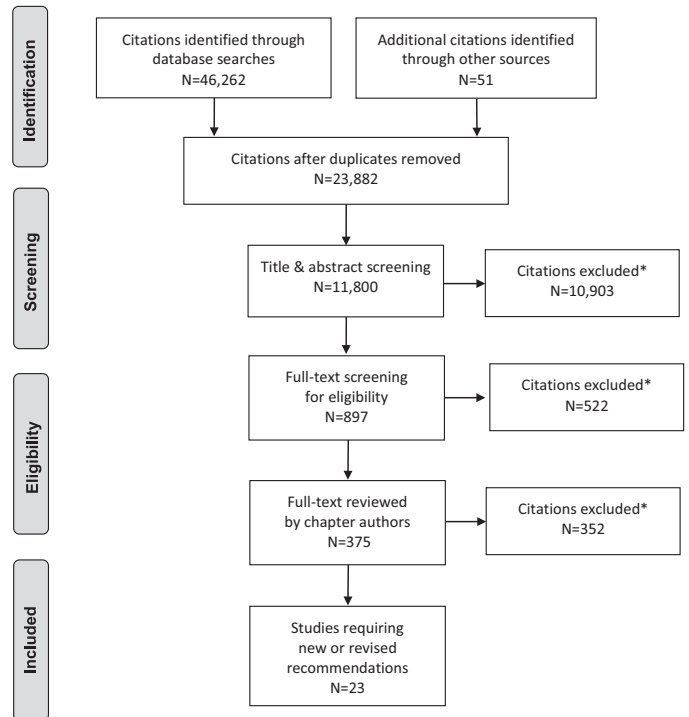 Identification
Citations identified through
database searches
N=46,262
Additional citations identified
through other sources
N=51
Citations after duplicates removed
N=23,882
Screening
Title & abstract screening
N=11,800
Citations excluded*
N=10,903
Eligibility
Full-text screening
for eligibility
N=897
Citations excluded*
N=522
Full-text reviewed
by chapter authors
N=375
Citations excluded*
N=352
Included
Studies requiring
new or revised
recommendations
N=23